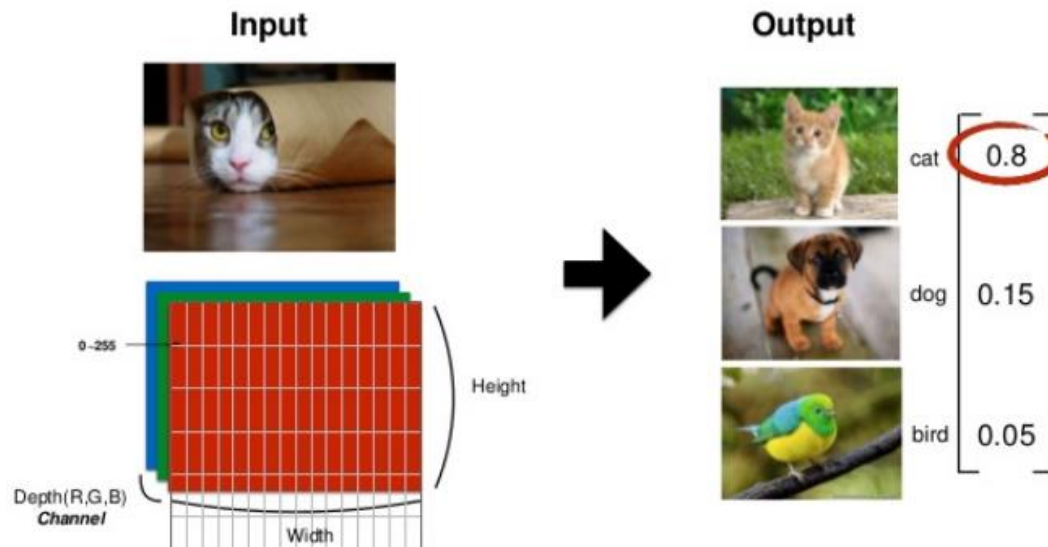 Input
Output
cat
0.8
0~255
Height
dog
0.15
bird
0.05
Depth(R,G,B)
Channel
Width